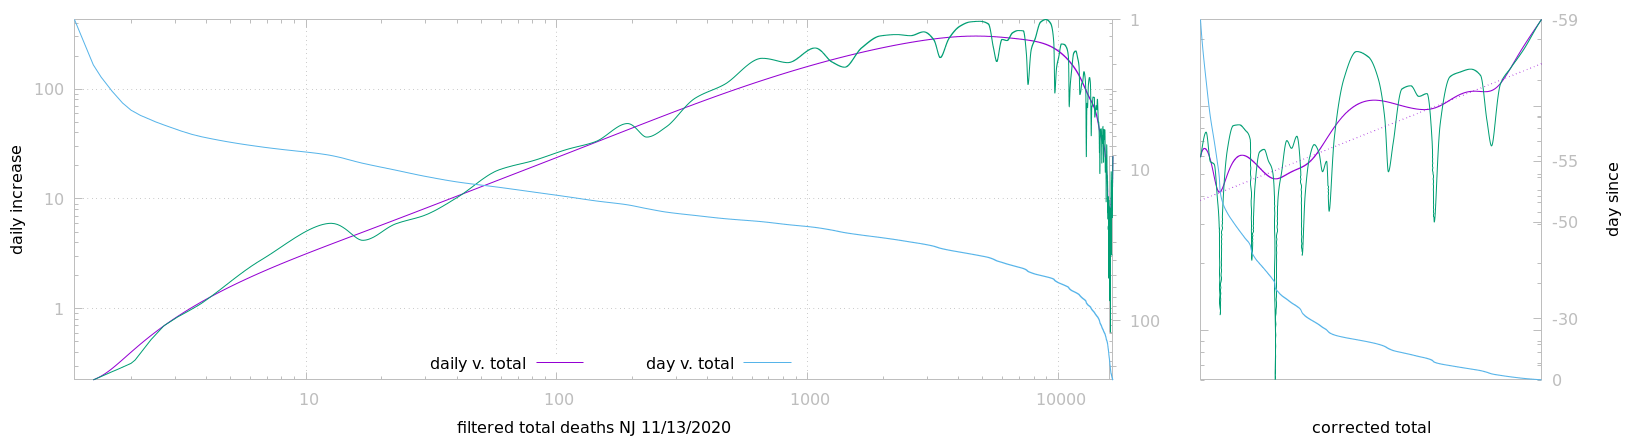 daily increase
100
10
1
daily v. total
day v. total
1
10
100
10
100
1000
10000
filtered total deaths NJ 11/13/2020
-59
-55
-50
-30
0
day since
corrected total